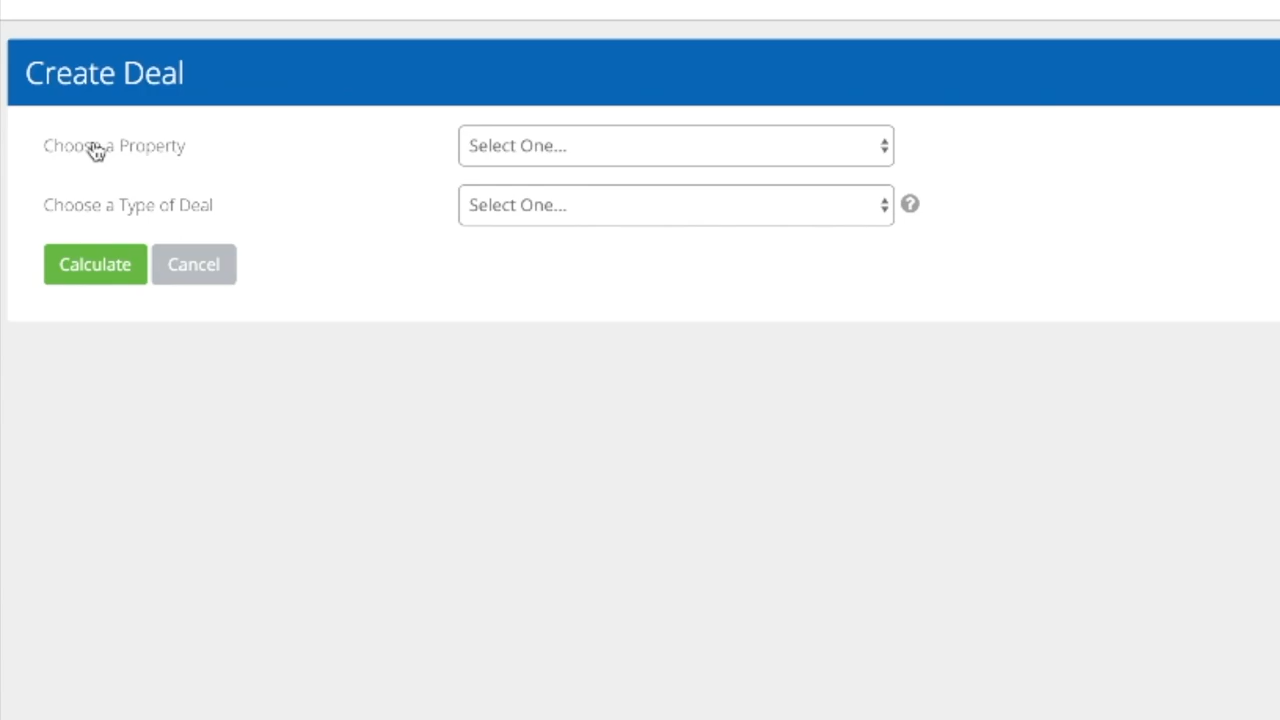 Create Deal
Choose a Property
Select One...
Choose a Type of Deal
Select One...
?
Calculate
Cancel